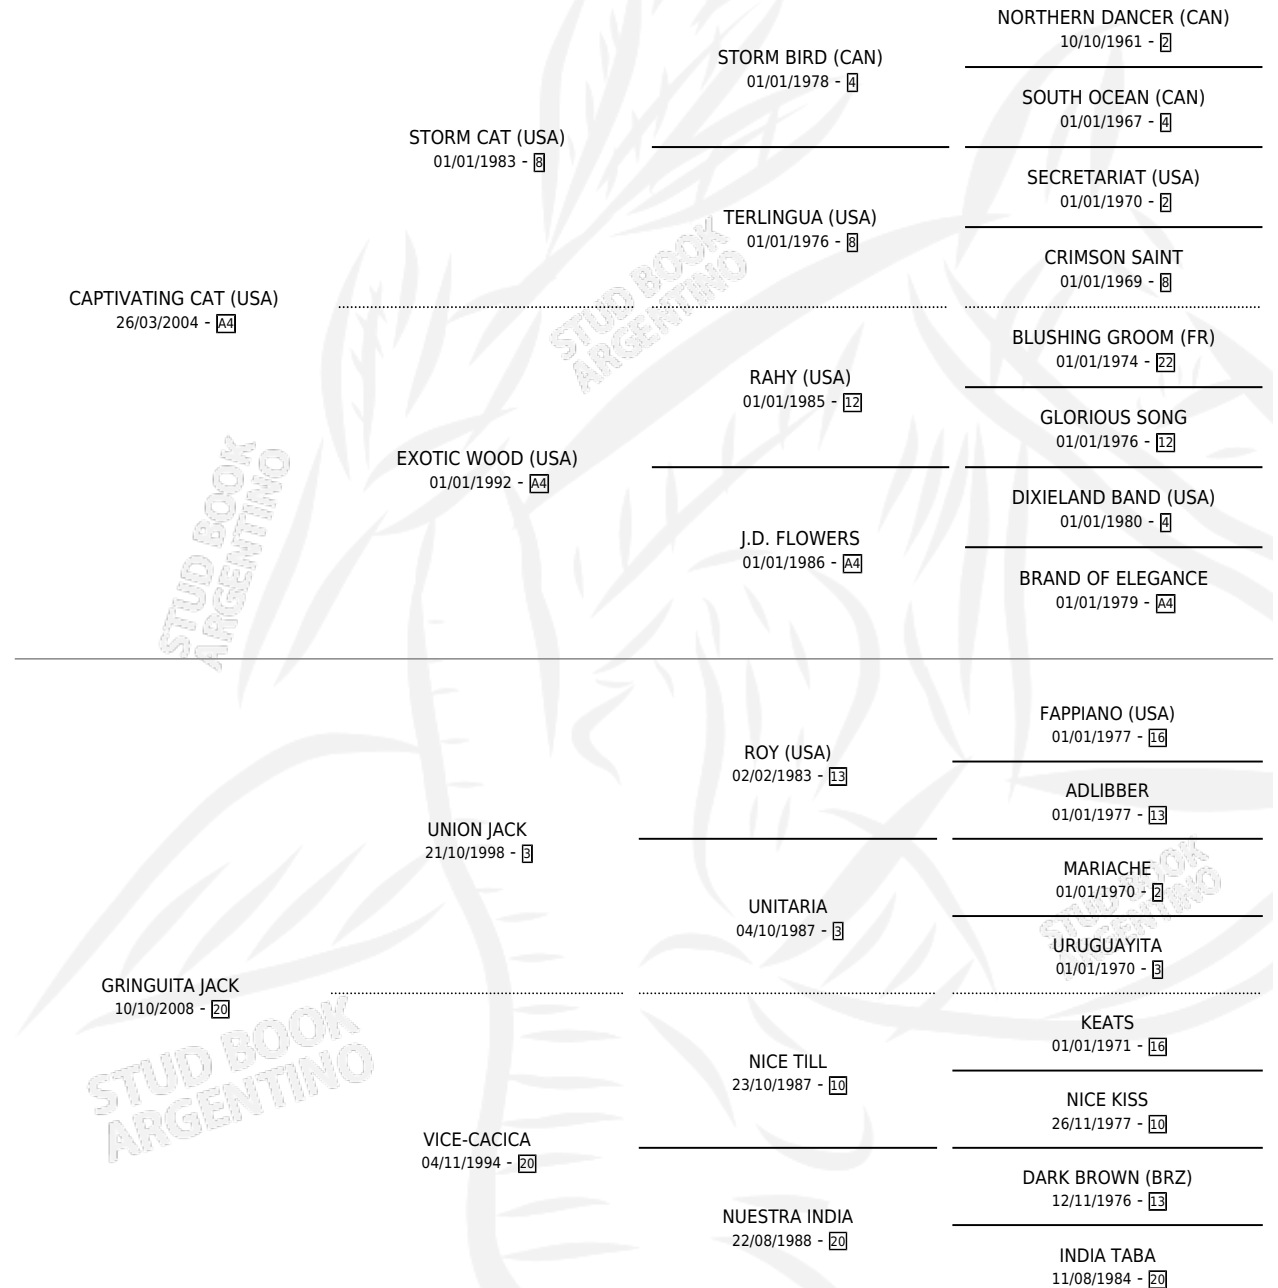 NORTHERN DANCER (CAN)
10/10/1961 - 2
STORM BIRD (CAN)
01/01/1978 - 4
SOUTH OCEAN (CAN)
01/01/1967 - 4
STORM CAT (USA)
01/01/1983 - 8
SECRETARIAT (USA)
01/01/1970 - 2
TERLINGUA (USA)
01/01/1976 - 8
CRIMSON SAINT
01/01/1969 - 8
CAPTIVATING CAT (USA)
26/03/2004 - A4
BLUSHING GROOM (FR)
01/01/1974 - 22
RAHY (USA)
01/01/1985 - 12
GLORIOUS SONG
01/01/1976 - 12
EXOTIC WOOD (USA)
01/01/1992 - A4
DIXIELAND BAND (USA)
01/01/1980 - 4
J.D. FLOWERS
01/01/1986 - A4
BRAND OF ELEGANCE
01/01/1979 - A4
STUD BOOK
ARGENTINO
STUD BOOK
ARGENTINO
FAPPIANO (USA)
01/01/1977 - 16
ROY (USA)
02/02/1983 - 13
ADLIBBER
01/01/1977 - 13
UNION JACK
21/10/1998 - 3
MARIACHE
01/01/1970 - 2
UNITARIA
04/10/1987 - 3
URUGUAYITA
01/01/1970 - 3
STUD BOOK
ARGENTINO
GRINGUITA JACK
10/10/2008 - 20
KEATS
01/01/1971 - 16
NICE TILL
23/10/1987 - 10
NICE KISS
26/11/1977 - 10
VICE-CACICA
04/11/1994 - 20
DARK BROWN (BRZ)
12/11/1976 - 13
NUESTRA INDIA
22/08/1988 - 20
INDIA TABA
11/08/1984 - 20
STUD BOOK
ARGENTINO